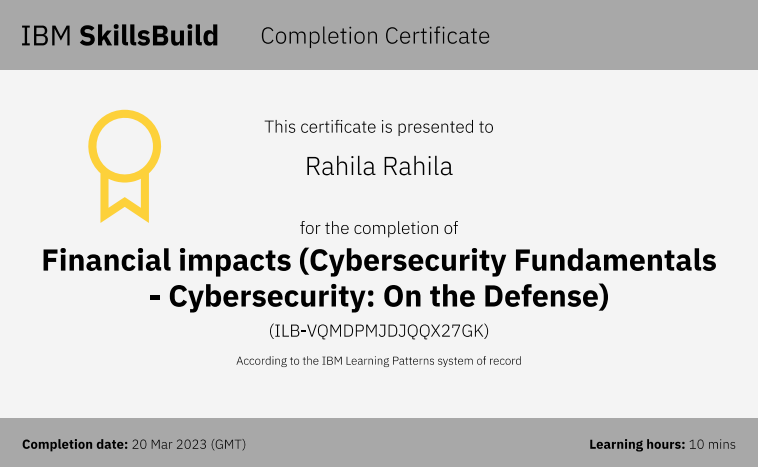 IBM SkillsBuild Completion Certificate
This certificate is presented to
Rahila Rahila
for the completion of
Financial impacts (Cybersecurity Fundamentals
- Cybersecurity: On the Defense)
(ILB-VQMDPMJDJQQX27GK)
According to the IBM Learning Patterns system of record
Completion date: 20 Mar 2023 (GMT) Learning hours: 10 mins